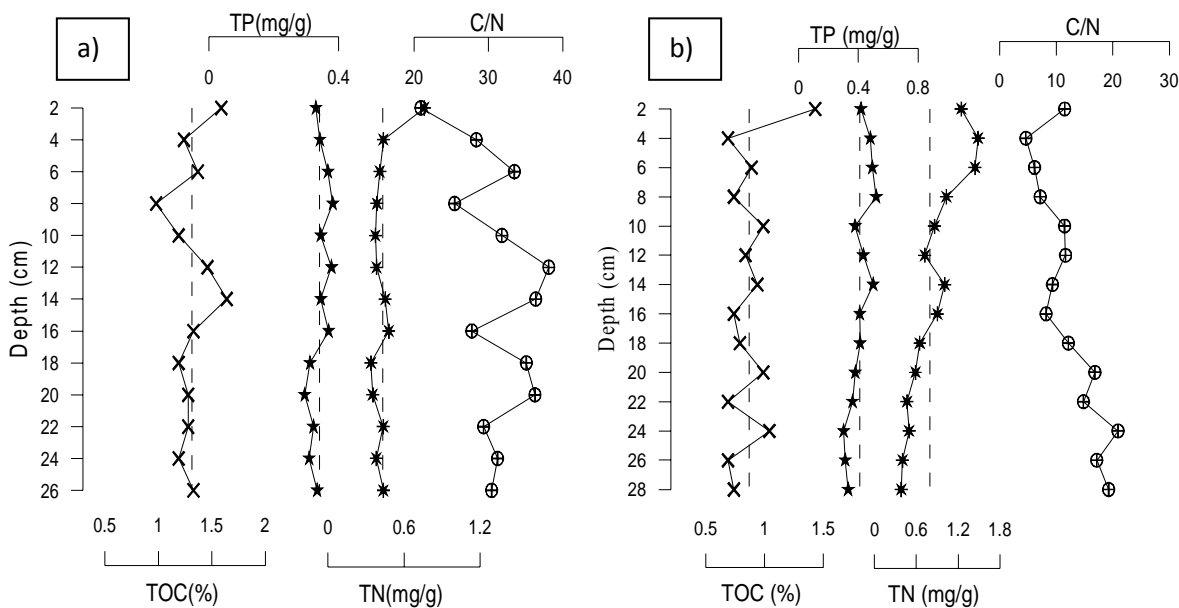 a)
TP(mg/g)
C/N
0 0.4 20 30 40
2
4
6
8
10
12
14
16
18
20
22
24
26
Depth (cm)
0.5 1 1.5 2
0 0.6 1.2
TOC(%)
TN(mg/g)
b)
TP (mg/g)
C/N
0 0.4 0.8 0 10 20 30
2
4
6
8
10
12
14
16
18
20
22
24
26
28
Depth (cm)
0.5 1 1.5
0 0.6 1.2 1.8
TOC (%)
TN (mg/g)